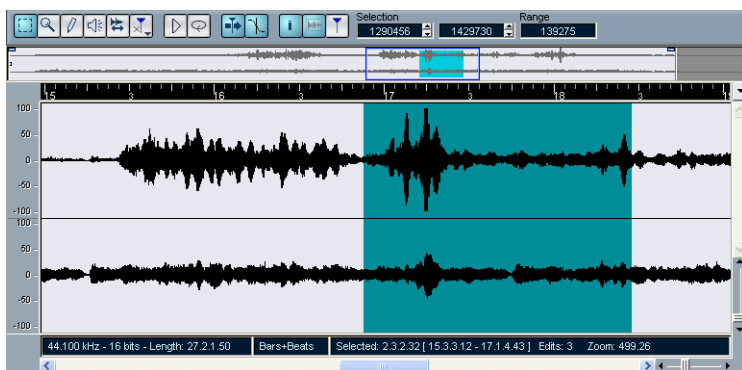 Selection Range
1290456 1429730 139275
15 3 16 3 17 3 18 3 1
100
50
0
-50
-100
100
50
0
-50
-100
44.100 kHz - 16 bits - Length: 27.2.1.50 Bars+Beats Selected: 2.3.2.32 [ 15.3.3.12 - 17.1.4.43 ] Edits: 3 Zoom: 499.26